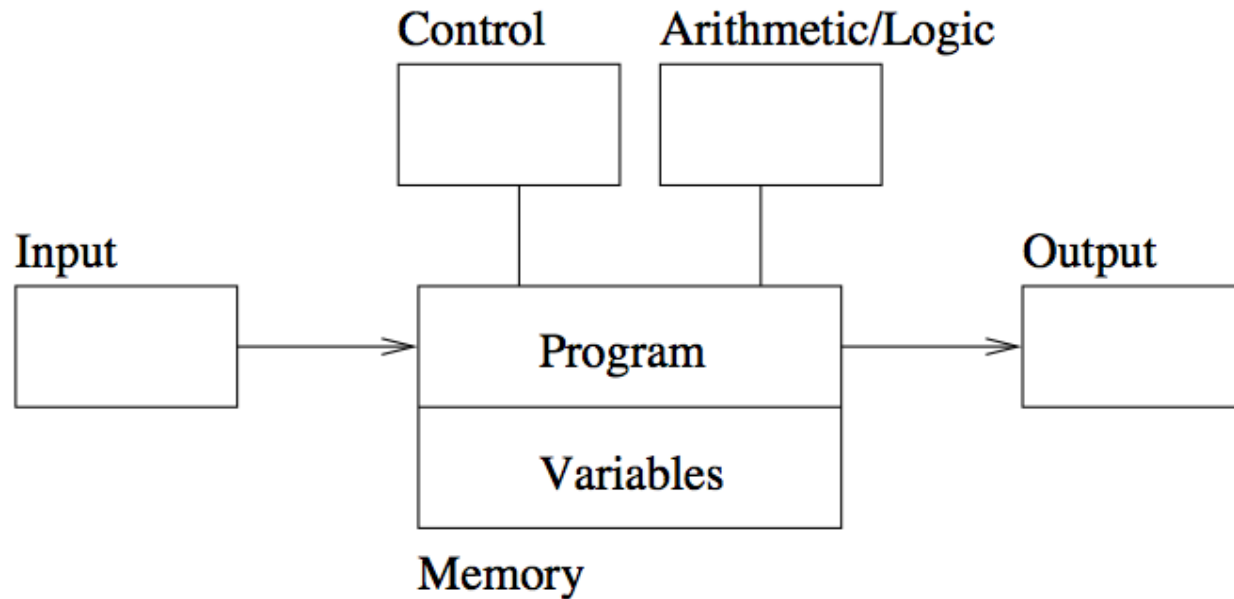 Control
Arithmetic/Logic
Input
Output
Program
Variables
Memory